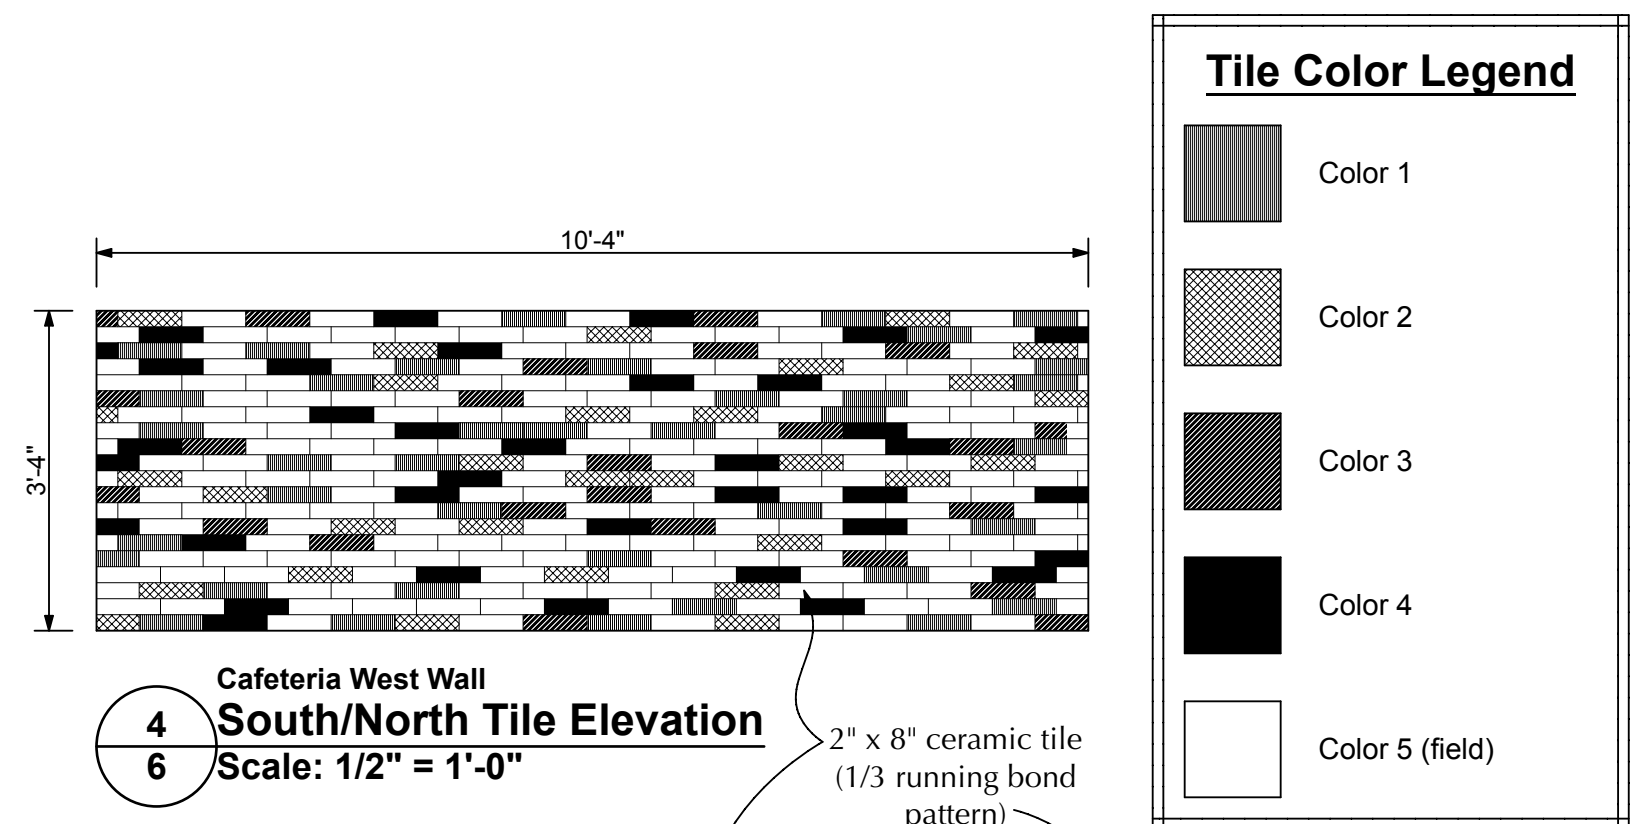 Tile Color Legend
Color 1
Color 2
Color 3
Color 4
Color 5 (field)
10'-4"
3'-4"
Cafeteria West Wall
4
South/North Tile Elevation
6
Scale: 1/2" = 1'-0"
2" x 8" ceramic tile
(1/3 running bond
pattern)